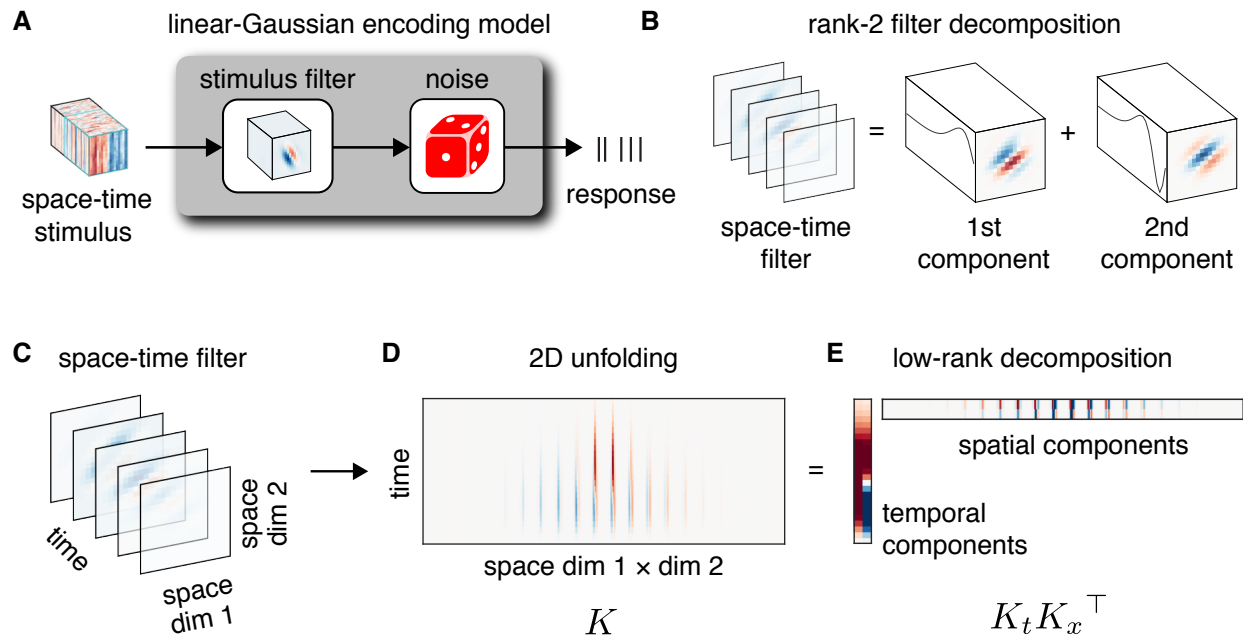 A linear-Gaussian encoding model
stimulus filter
noise
space-time
stimulus
response
B rank-2 filter decomposition
=
+
space-time
filter
1st
component
2nd
component
C space-time filter
time
space
dim 1
space
dim 2
D 2D unfolding
time
space dim 1 × dim 2
K
=
E low-rank decomposition
spatial components
temporal
components
K_t K_x^⊤